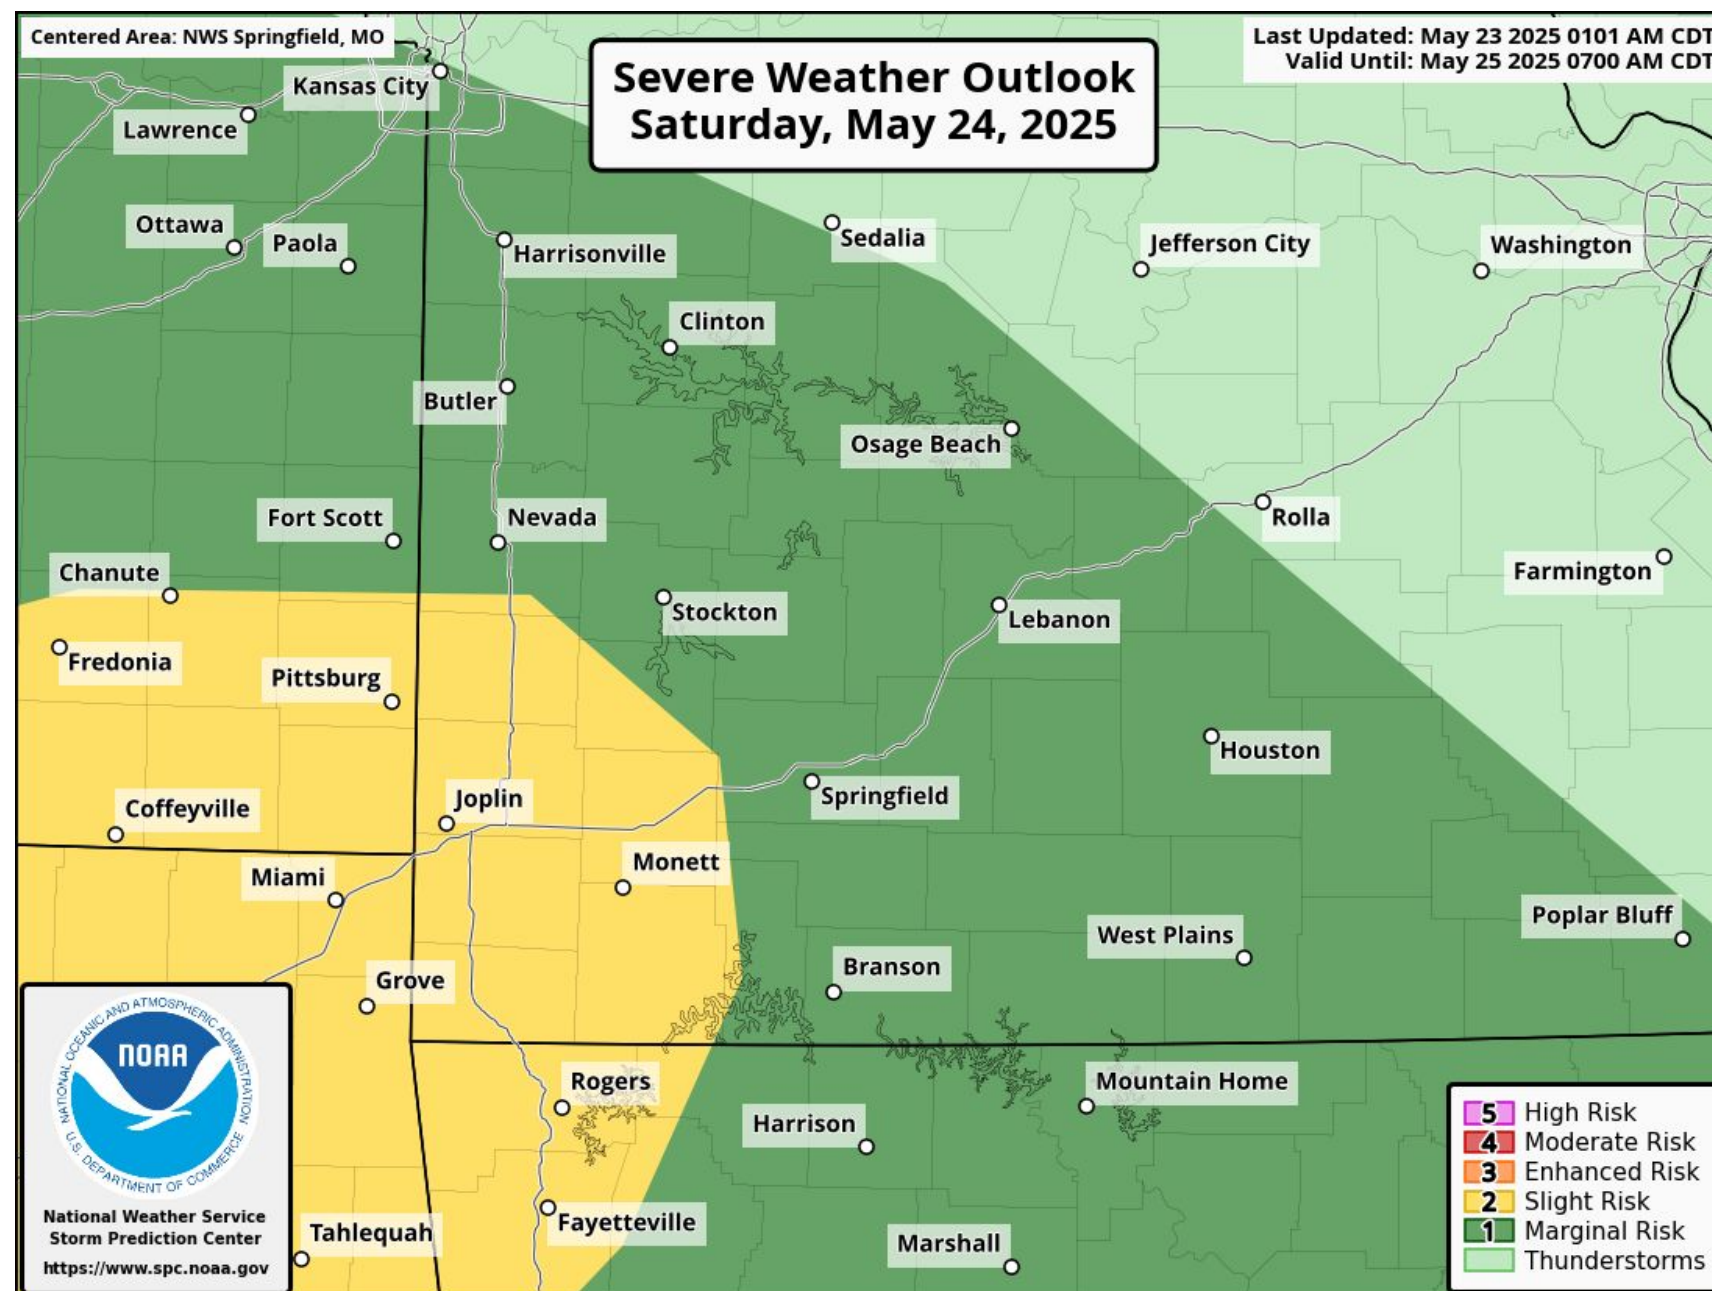 Centered Area: NWS Springfield, MO
Severe Weather Outlook
Saturday, May 24, 2025
Last Updated: May 23 2025 0101 AM CDT
Valid Until: May 25 2025 0700 AM CDT
Kansas City
Lawrence
Ottawa
Paola
Harrisonville
Sedalia
Jefferson City
Washington
Clinton
Butler
Osage Beach
Fort Scott
Nevada
Rolla
Chanute
Farmington
Stockton
Lebanon
Fredonia
Pittsburg
Houston
Coffeyville
Joplin
Springfield
Miami
Monett
Poplar Bluff
West Plains
Branson
Grove
Rogers
Mountain Home
Harrison
Fayetteville
Tahlequah
Marshall
NATIONAL OCEANIC AND ATMOSPHERIC ADMINISTRATION
NOAA
U.S. DEPARTMENT OF COMMERCE
National Weather Service
Storm Prediction Center
https://www.spc.noaa.gov
5 High Risk
4 Moderate Risk
3 Enhanced Risk
2 Slight Risk
1 Marginal Risk
Thunderstorms